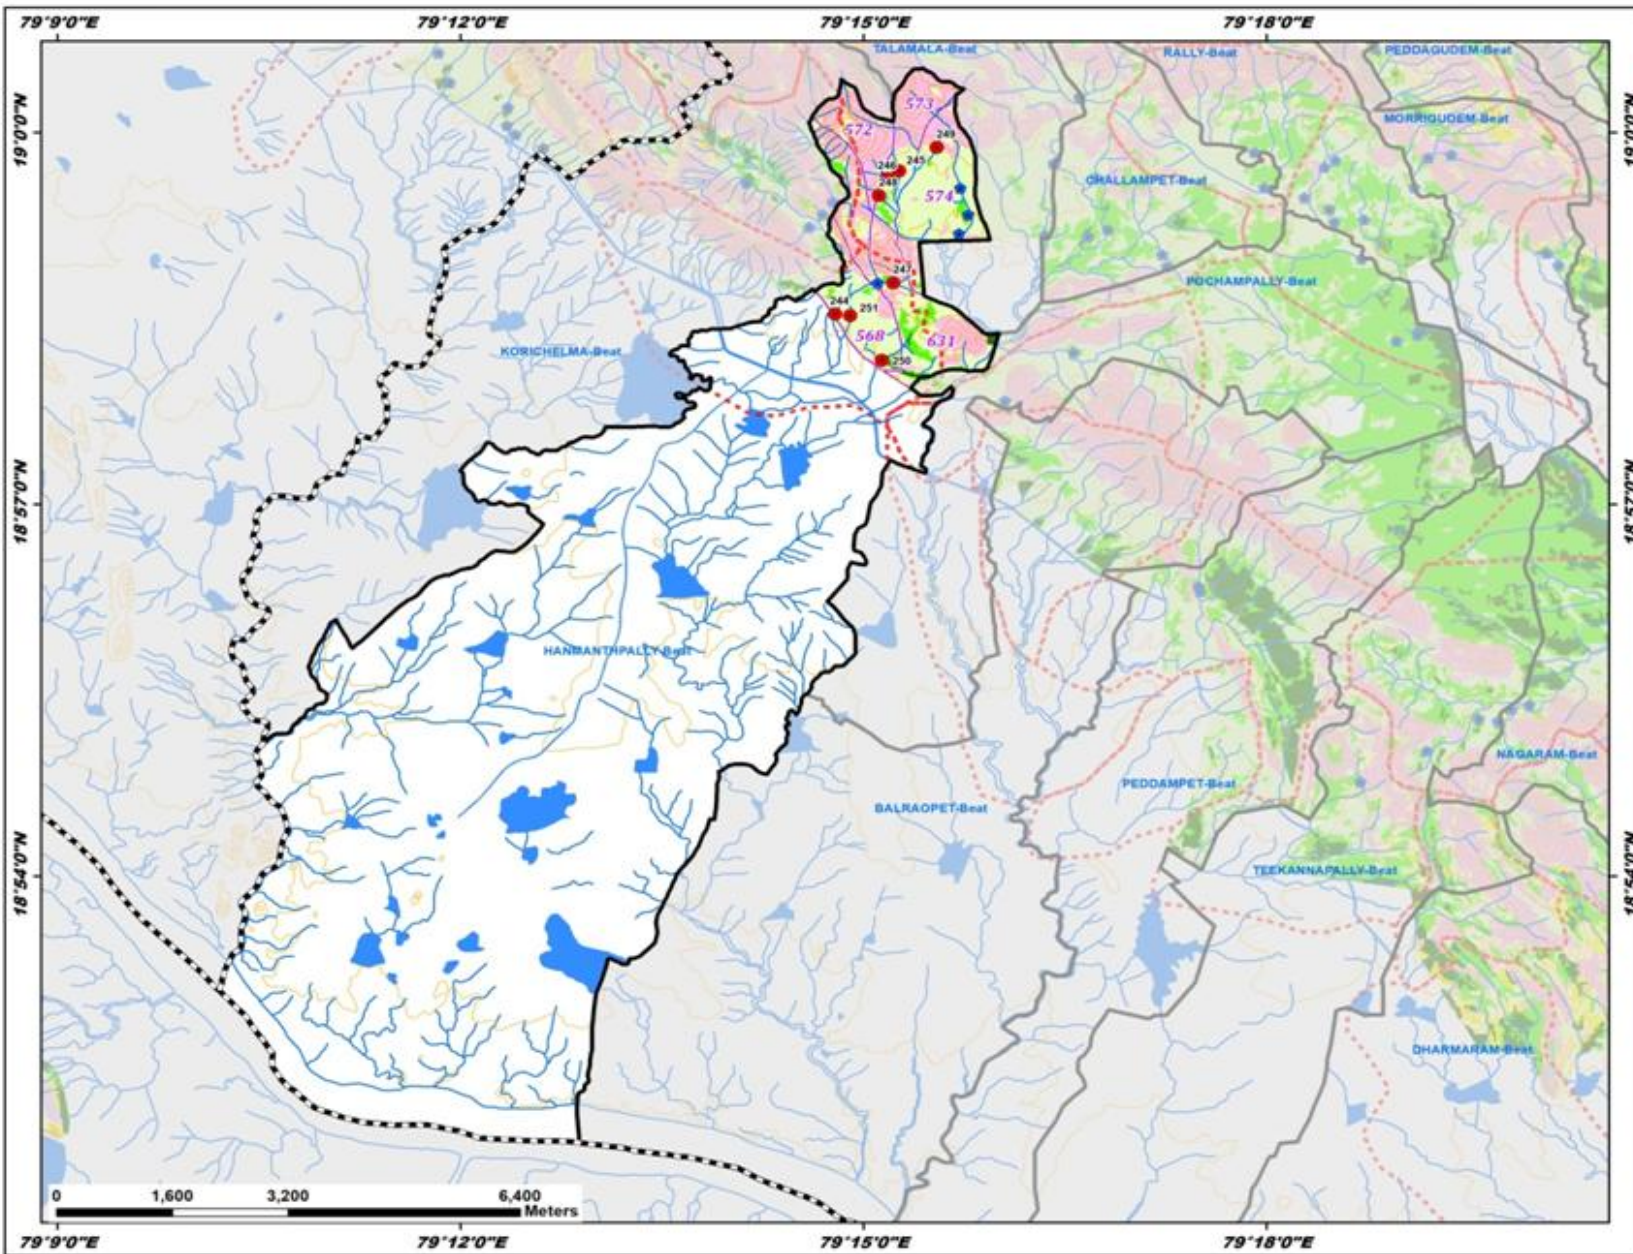 79°9'0"E
79°12'0"E
79°15'0"E
79°18'0"E
TALAMALA-Beat
RALLY-Beat
PEDDAGUDEM-Beat
19°0'0"N
19°0'0"N
573
572
MORRIGUDEM-Beat
249
246
245
248
574
CHALLAMPET-Beat
247
POCHAMPALLY-Beat
244
251
568
631
KORICHELMA-Beat
250
18°57'0"N
18°57'0"N
HANMANTHPALLY-Beat
NAGARAM-Beat
PEDDAMPET-Beat
BALRAOPET-Beat
TEEKANNAPALLY-Beat
18°54'0"N
18°54'0"N
DHARMARAM-Beat
0
1,600
3,200
6,400
Meters
79°9'0"E
79°12'0"E
79°15'0"E
79°18'0"E